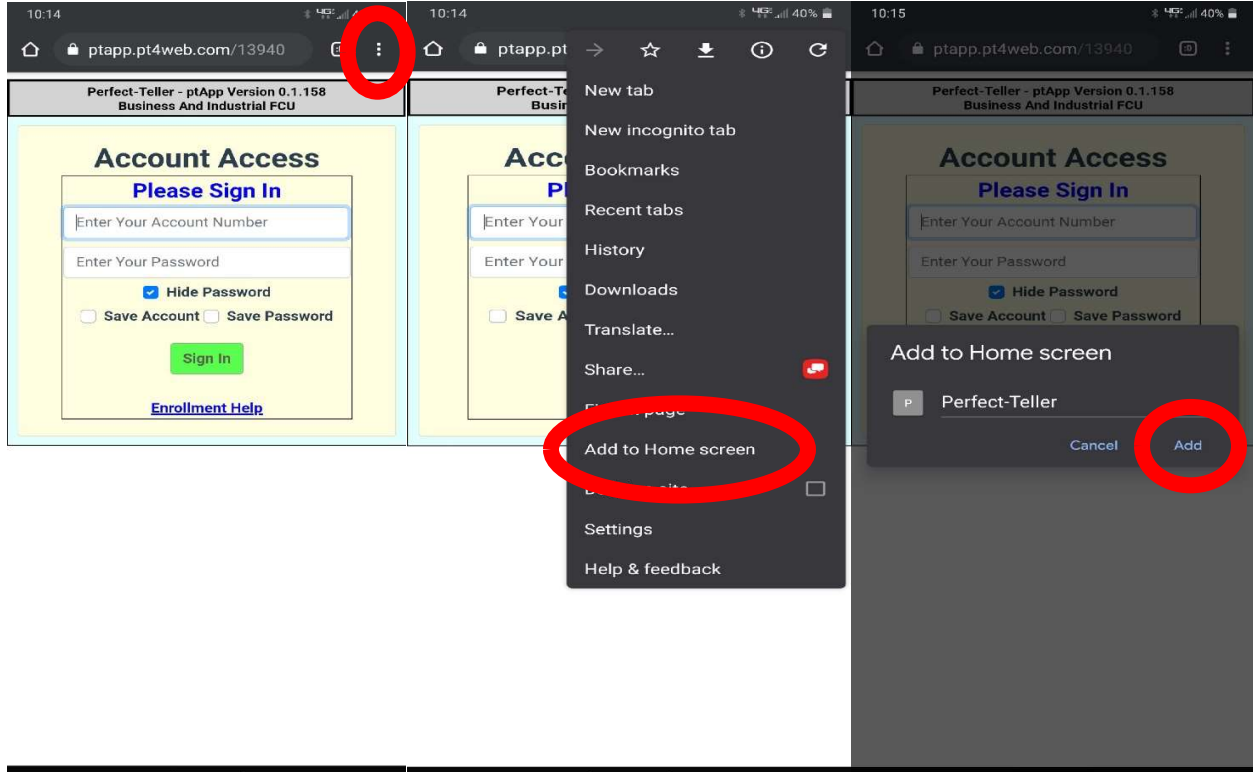 10:14
ptapp.pt4web.com/13940
Perfect-Teller - ptApp Version 0.1.158
Business And Industrial FCU
Account Access
Please Sign In
Enter Your Account Number
Enter Your Password
Hide Password
Save Account Save Password
Sign In
Enrollment Help
10:14
40%
ptapp.pt
Perfect-Te
Busin
Acco
Pl
Enter Your
Enter Your
Save A
New tab
New incognito tab
Bookmarks
Recent tabs
History
Downloads
Translate...
Share...
page
Add to Home screen
site
Settings
Help & feedback
10:15
40%
ptapp.pt4web.com/13940
Perfect-Teller - ptApp Version 0.1.158
Business And Industrial FCU
Account Access
Please Sign In
Enter Your Account Number
Enter Your Password
Hide Password
Save Account Save Password
Add to Home screen
P Perfect-Teller
Cancel Add